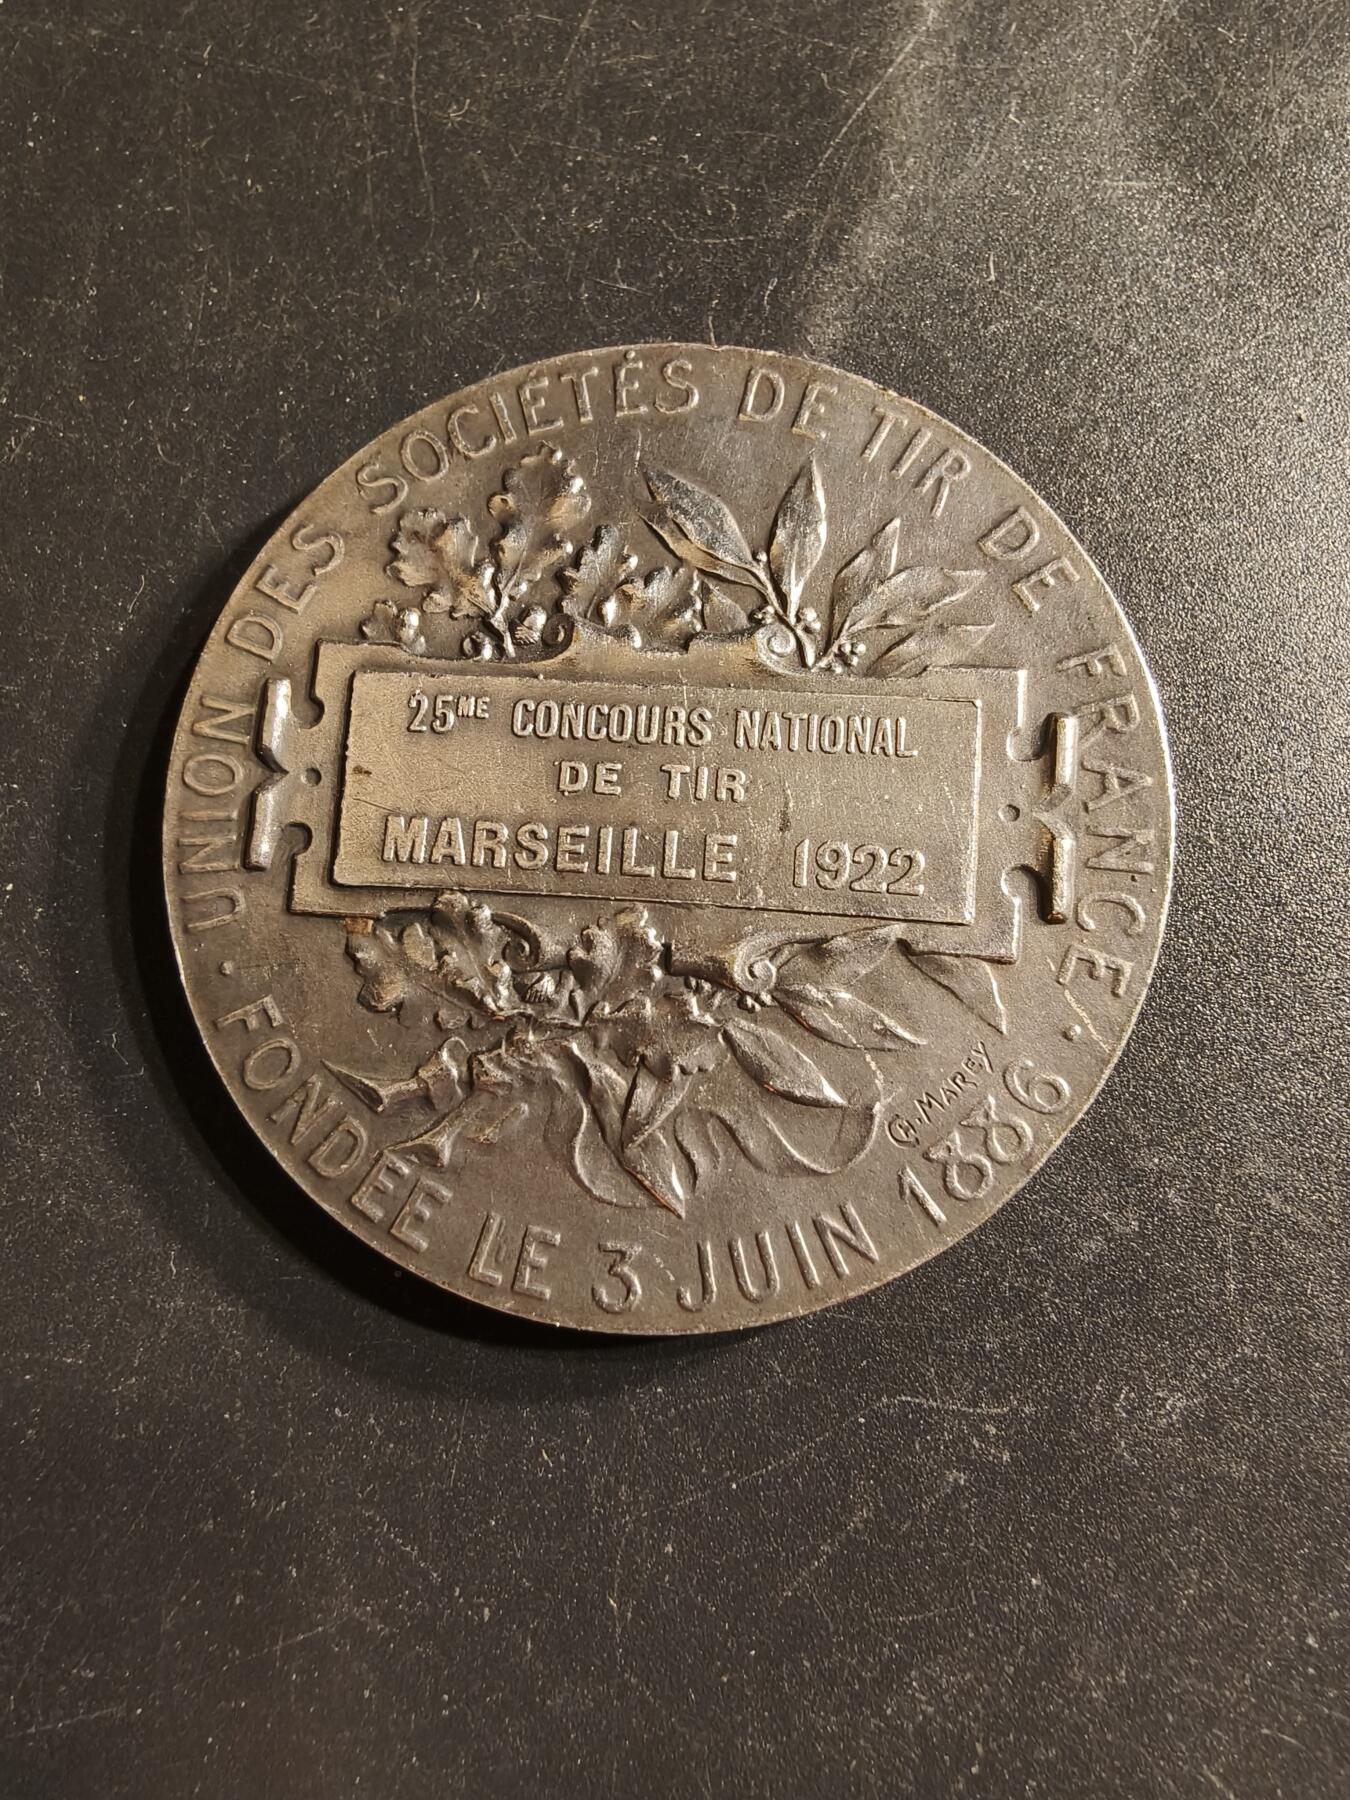 UNION DES SOCIÉTÉS DE TIR DE FRANCE
25ME CONCOURS NATIONAL
DE TIR
MARSEILLE 1922
CH. MAREY
· FONDÉE LE 3 JUIN 1886 ·